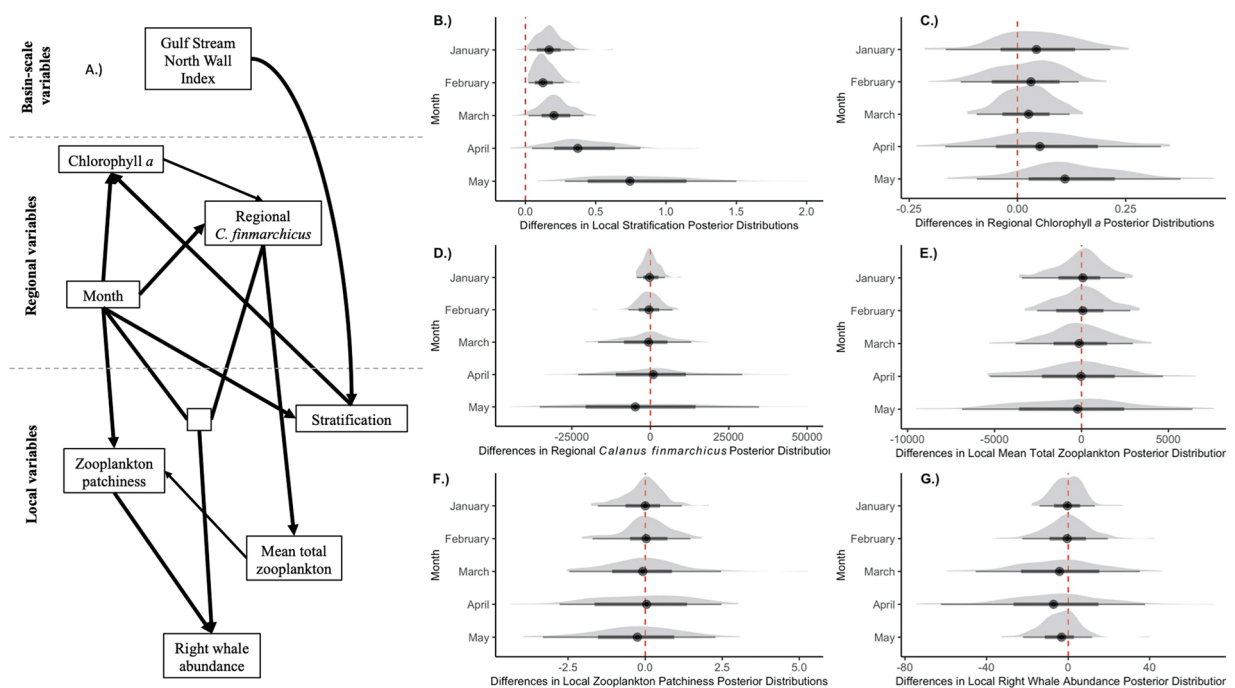 Basin-scale
variables
A.)
Gulf Stream
North Wall
Index
Regional variables
Chlorophyll a
Regional
C. finmarchicus
Month
Local variables
Stratification
Zooplankton
patchiness
Mean total
zooplankton
Right whale
abundance
B.)
Month
January
February
March
April
May
0.0 0.5 1.0 1.5 2.0
Differences in Local Stratification Posterior Distributions
C.)
Month
January
February
March
April
May
-0.25 0.00 0.25
Differences in Regional Chlorophyll a Posterior Distributions
D.)
Month
January
February
March
April
May
-25000 0 25000 50000
Differences in Regional Calanus finmarchicus Posterior Distribution
E.)
Month
January
February
March
April
May
-10000 -5000 0 5000
Differences in Local Mean Total Zooplankton Posterior Distribution
F.)
Month
January
February
March
April
May
-2.5 0.0 2.5 5.0
Differences in Local Zooplankton Patchiness Posterior Distributions
G.)
Month
January
February
March
April
May
-80 -40 0 40
Differences in Local Right Whale Abundance Posterior Distribution